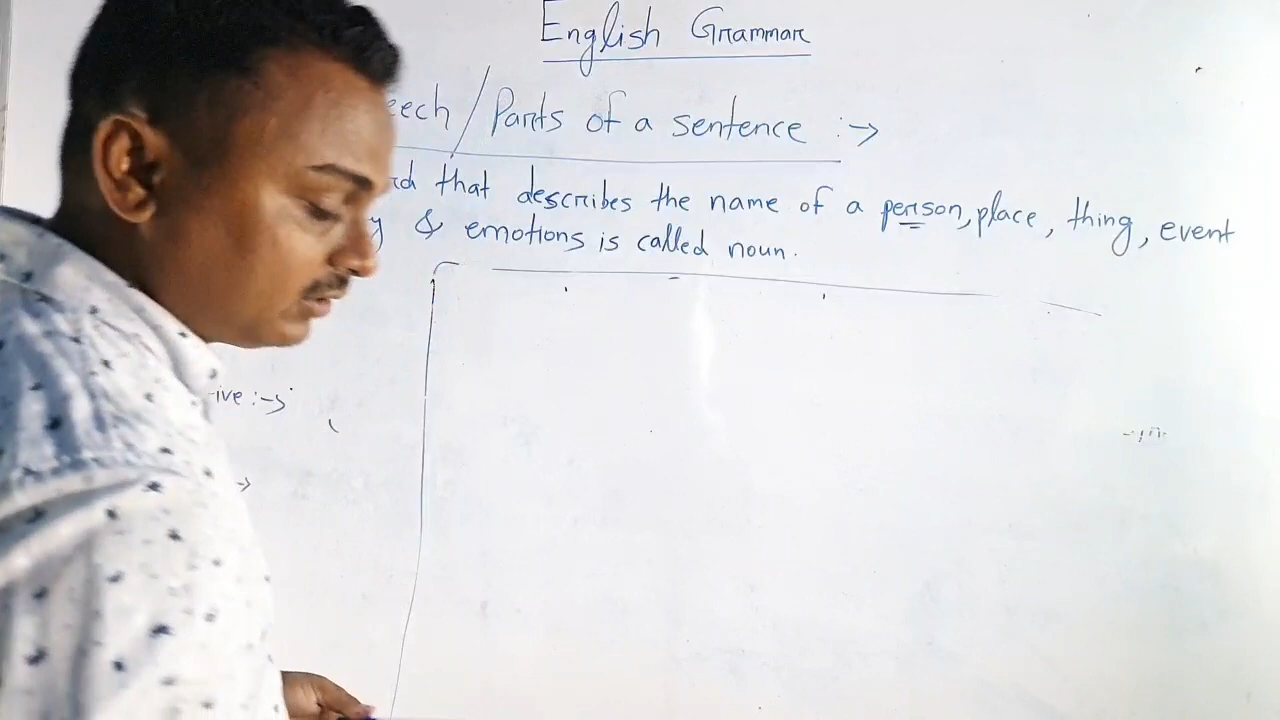 English Grammar
eech / Parts of a sentence :→
rd that describes the name of a person, place, thing, event
y & emotions is called noun.
ive :→
→